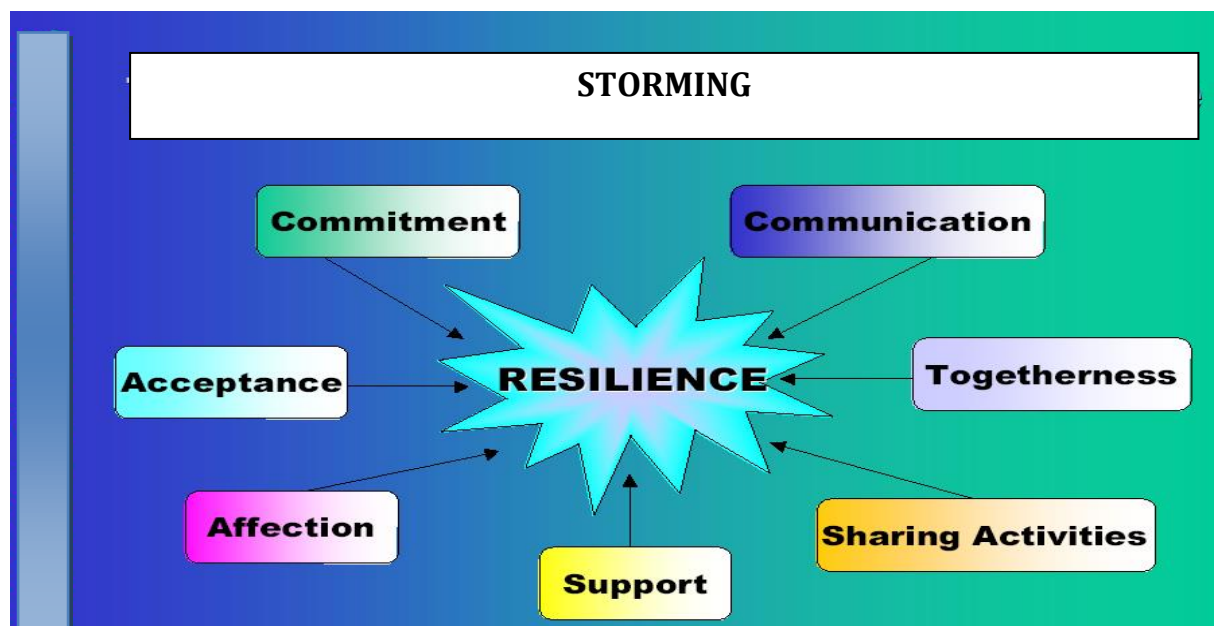 STORMING
Commitment
Communication
RESILIENCE
Acceptance
Togetherness
Affection
Sharing Activities
Support